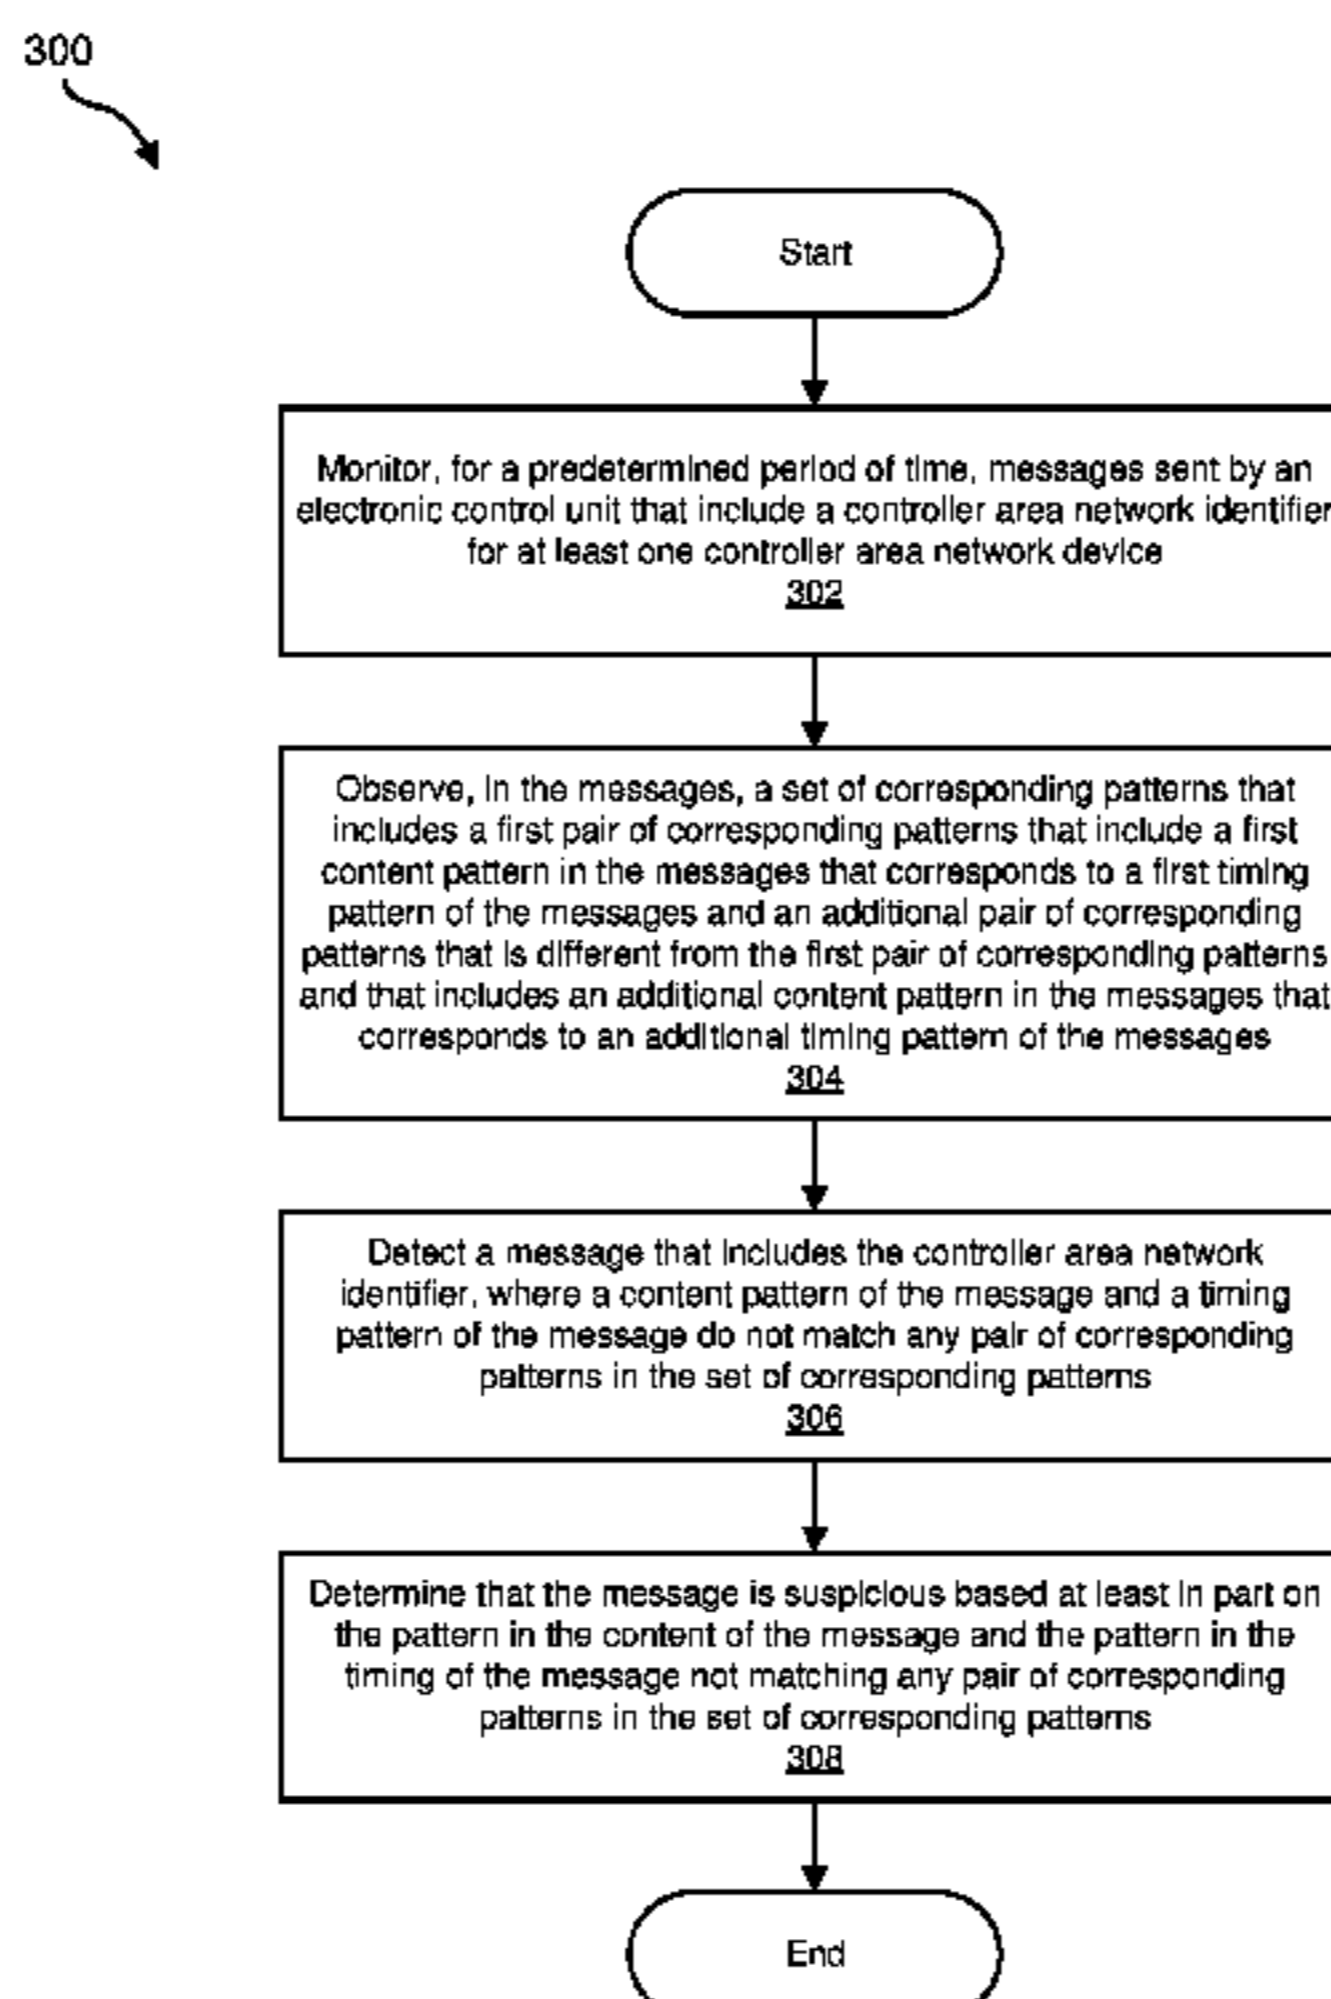 300
Start
Monitor, for a predetermined period of time, messages sent by an
electronic control unit that include a controller area network identifier
for at least one controller area network device
302
Observe, in the messages, a set of corresponding patterns that
includes a first pair of corresponding patterns that include a first
content pattern in the messages that corresponds to a first timing
pattern of the messages and an additional pair of corresponding
patterns that is different from the first pair of corresponding patterns
and that includes an additional content pattern in the messages that
corresponds to an additional timing pattern of the messages
304
Detect a message that includes the controller area network
identifier, where a content pattern of the message and a timing
pattern of the message do not match any pair of corresponding
patterns in the set of corresponding patterns
306
Determine that the message is suspicious based at least in part on
the pattern in the content of the message and the pattern in the
timing of the message not matching any pair of corresponding
patterns in the set of corresponding patterns
308
End